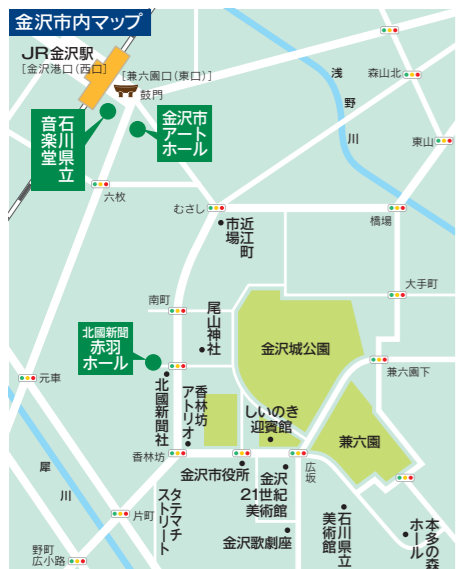 金沢市内マップ
JR金沢駅
[金沢港口(西口)]
[兼六園口(東口)]
鼓門
石川県立
音楽堂
金沢市
アート
ホール
浅野川
森山北
東山
六枚
むさし
近江町
市場
橋場
大手町
南町
尾山神社
北國新聞
赤羽
ホール
金沢城公園
兼六園下
元車
北國新聞社
香林坊
アトリオ
しいのき
迎賓館
兼六園
香林坊
金沢市役所
広坂
金沢
21世紀
美術館
犀川
片町
タテマチ
ストリート
金沢歌劇座
石川県立
美術館
本多の森
ホール
野町
広小路